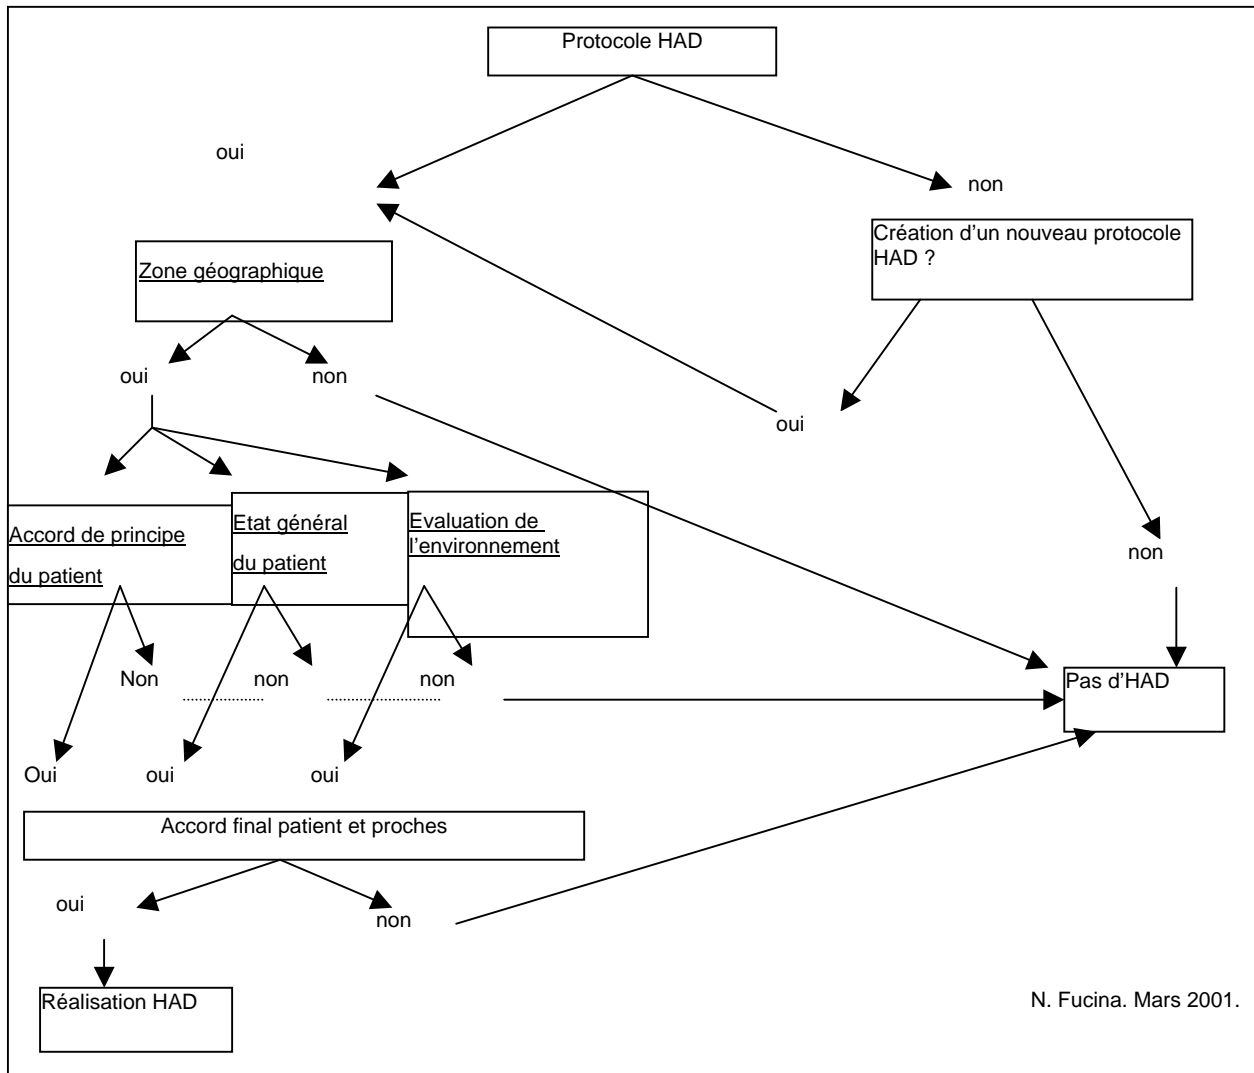 Protocole HAD
oui
non
Création d'un nouveau protocole
HAD ?
Zone géographique
oui
non
oui
Accord de principe
du patient
Etat général
du patient
Evaluation de
l'environnement
non
Non
non
non
Pas d'HAD
Oui
oui
oui
Accord final patient et proches
oui
non
Réalisation HAD
N. Fucina. Mars 2001.